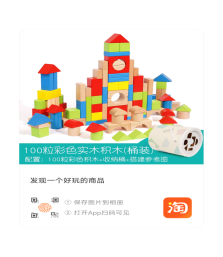 100粒彩色实木积木(桶装)
配置：100粒彩色积木+收纳桶+搭建参考图
发现一个好玩的商品
① 保存图片到相册
② 打开App扫码可见
淘